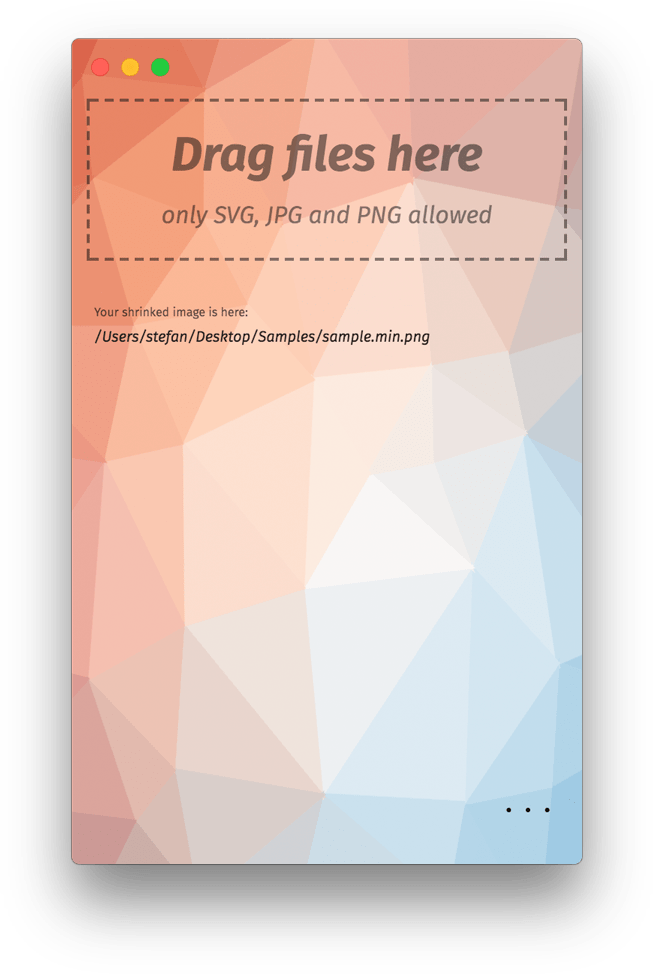 Drag files here
only SVG, JPG and PNG allowed
Your shrinked image is here:
/Users/stefan/Desktop/Samples/sample.min.png